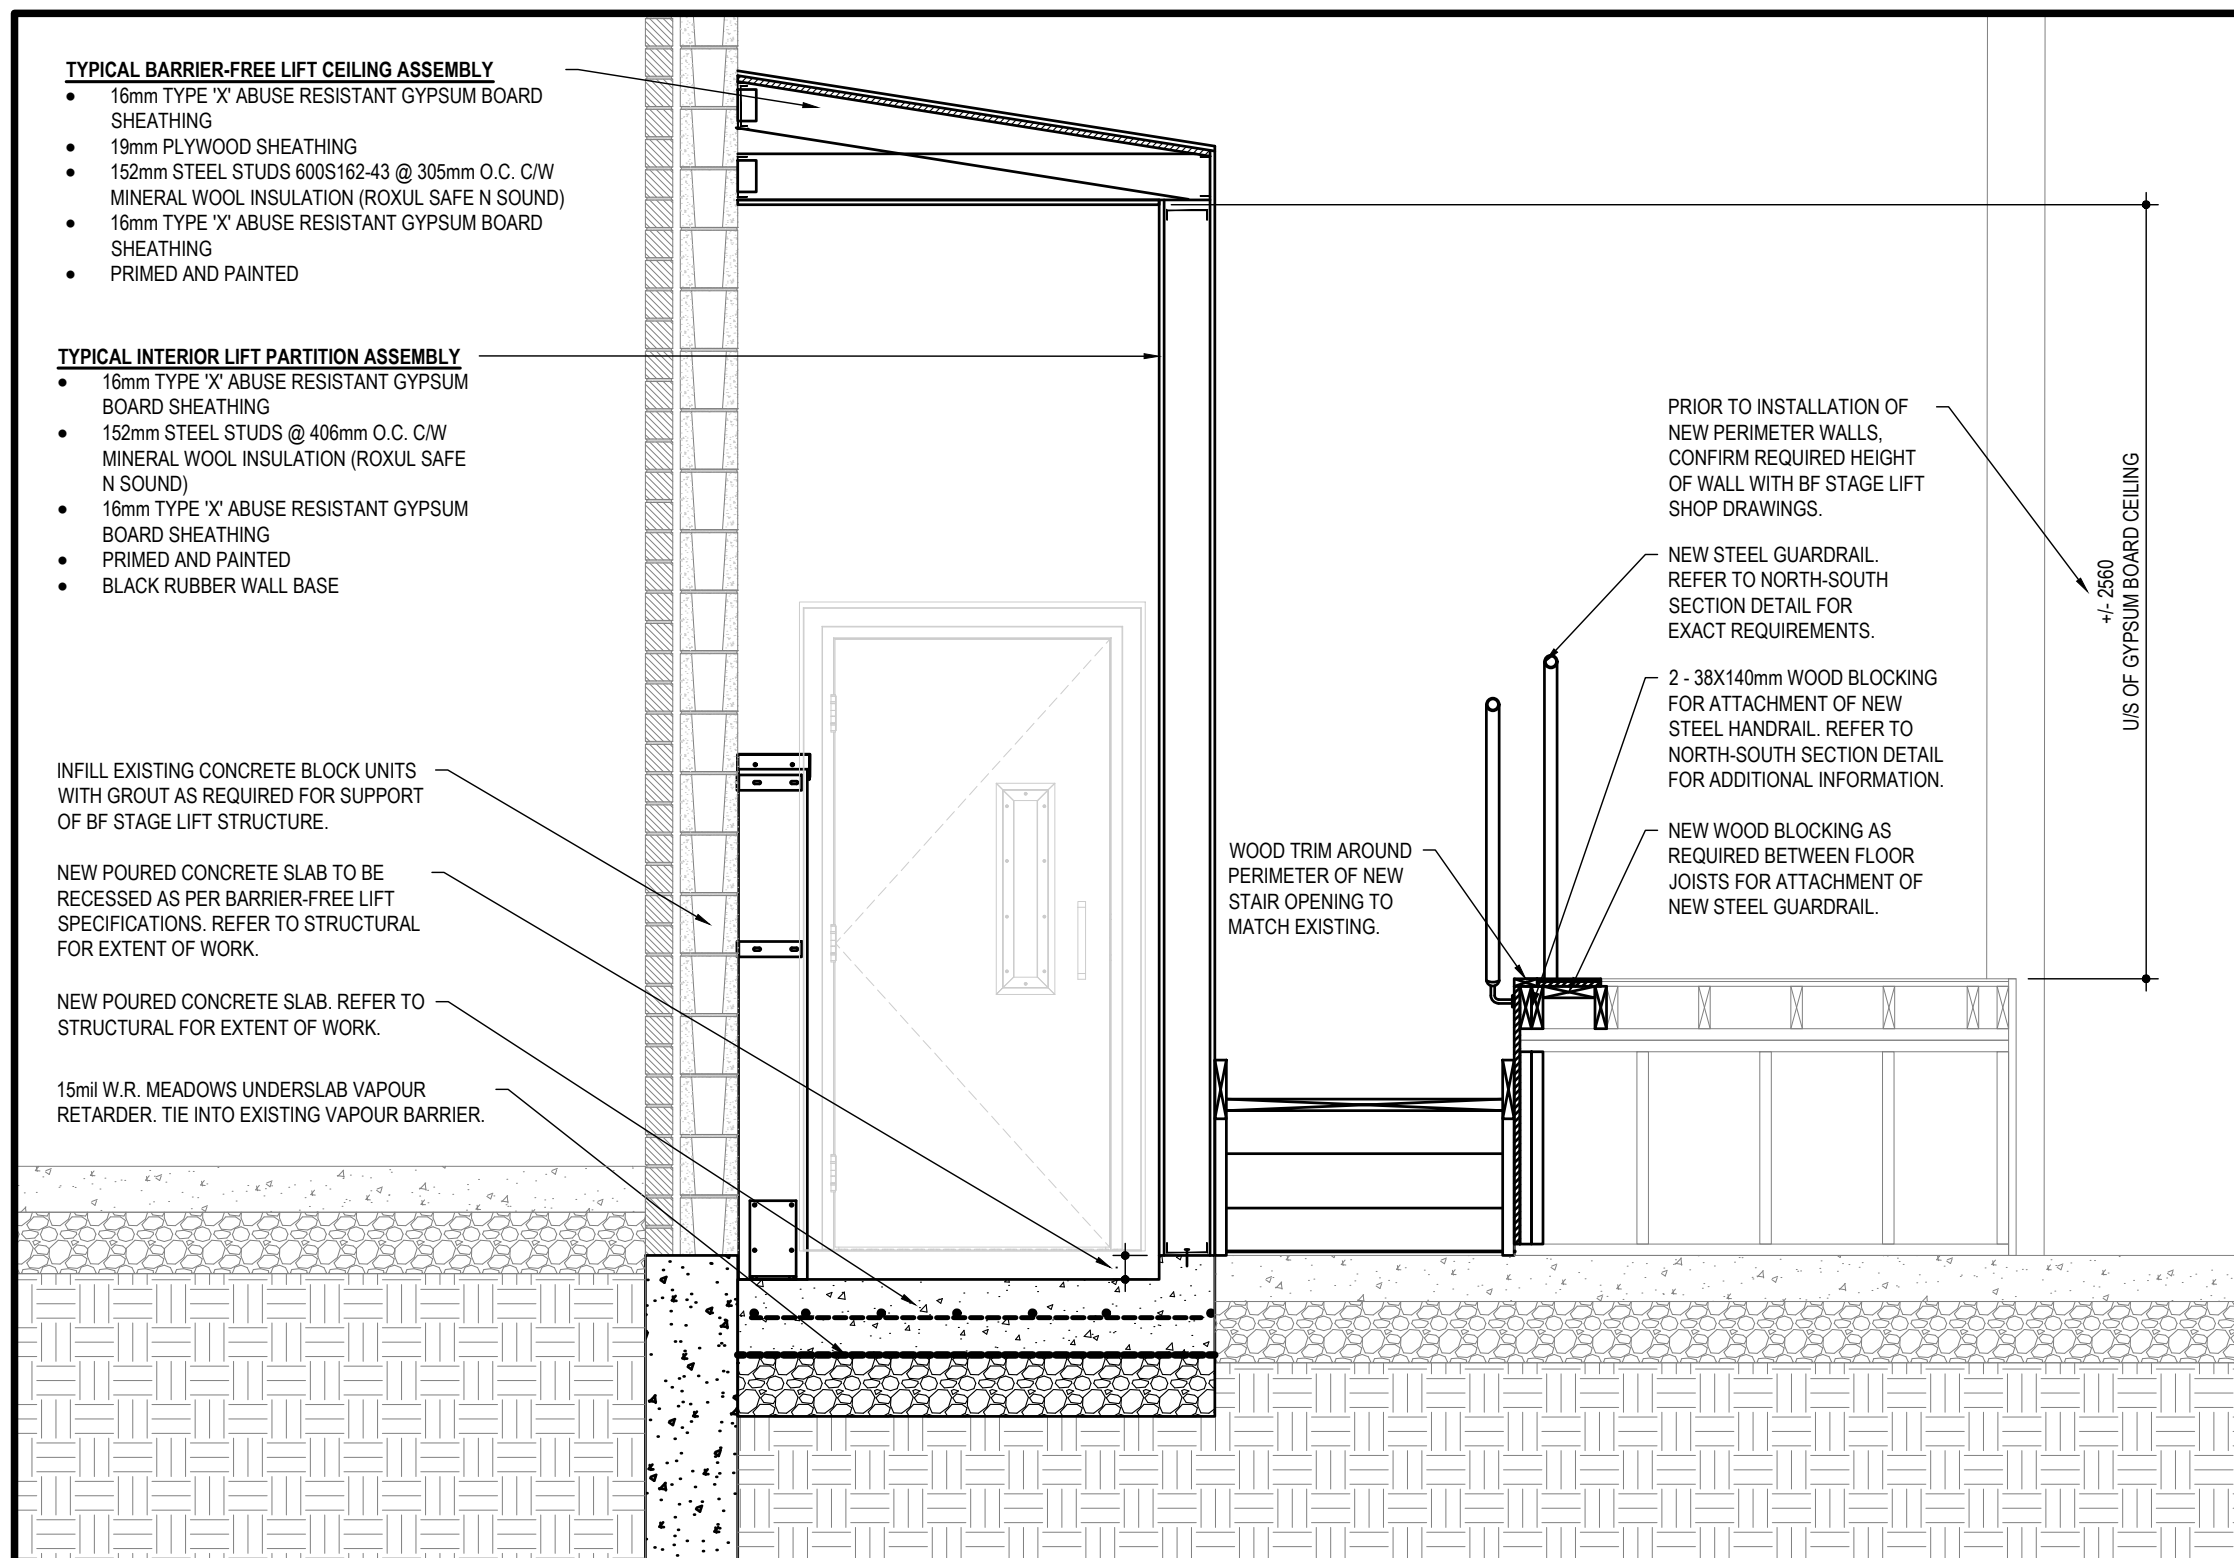 TYPICAL BARRIER-FREE LIFT CEILING ASSEMBLY
• 16mm TYPE 'X' ABUSE RESISTANT GYPSUM BOARD
SHEATHING
• 19mm PLYWOOD SHEATHING
• 152mm STEEL STUDS 600S162-43 @ 305mm O.C. C/W
MINERAL WOOL INSULATION (ROXUL SAFE N SOUND)
• 16mm TYPE 'X' ABUSE RESISTANT GYPSUM BOARD
SHEATHING
• PRIMED AND PAINTED
TYPICAL INTERIOR LIFT PARTITION ASSEMBLY
• 16mm TYPE 'X' ABUSE RESISTANT GYPSUM
BOARD SHEATHING
• 152mm STEEL STUDS @ 406mm O.C. C/W
MINERAL WOOL INSULATION (ROXUL SAFE
N SOUND)
• 16mm TYPE 'X' ABUSE RESISTANT GYPSUM
BOARD SHEATHING
• PRIMED AND PAINTED
• BLACK RUBBER WALL BASE
INFILL EXISTING CONCRETE BLOCK UNITS
WITH GROUT AS REQUIRED FOR SUPPORT
OF BF STAGE LIFT STRUCTURE.
NEW POURED CONCRETE SLAB TO BE
RECESSED AS PER BARRIER-FREE LIFT
SPECIFICATIONS. REFER TO STRUCTURAL
FOR EXTENT OF WORK.
NEW POURED CONCRETE SLAB. REFER TO
STRUCTURAL FOR EXTENT OF WORK.
15mil W.R. MEADOWS UNDERSLAB VAPOUR
RETARDER. TIE INTO EXISTING VAPOUR BARRIER.
WOOD TRIM AROUND
PERIMETER OF NEW
STAIR OPENING TO
MATCH EXISTING.
PRIOR TO INSTALLATION OF
NEW PERIMETER WALLS,
CONFIRM REQUIRED HEIGHT
OF WALL WITH BF STAGE LIFT
SHOP DRAWINGS.
NEW STEEL GUARDRAIL.
REFER TO NORTH-SOUTH
SECTION DETAIL FOR
EXACT REQUIREMENTS.
2 - 38X140mm WOOD BLOCKING
FOR ATTACHMENT OF NEW
STEEL HANDRAIL. REFER TO
NORTH-SOUTH SECTION DETAIL
FOR ADDITIONAL INFORMATION.
NEW WOOD BLOCKING AS
REQUIRED BETWEEN FLOOR
JOISTS FOR ATTACHMENT OF
NEW STEEL GUARDRAIL.
+/- 2560
U/S OF GYPSUM BOARD CEILING